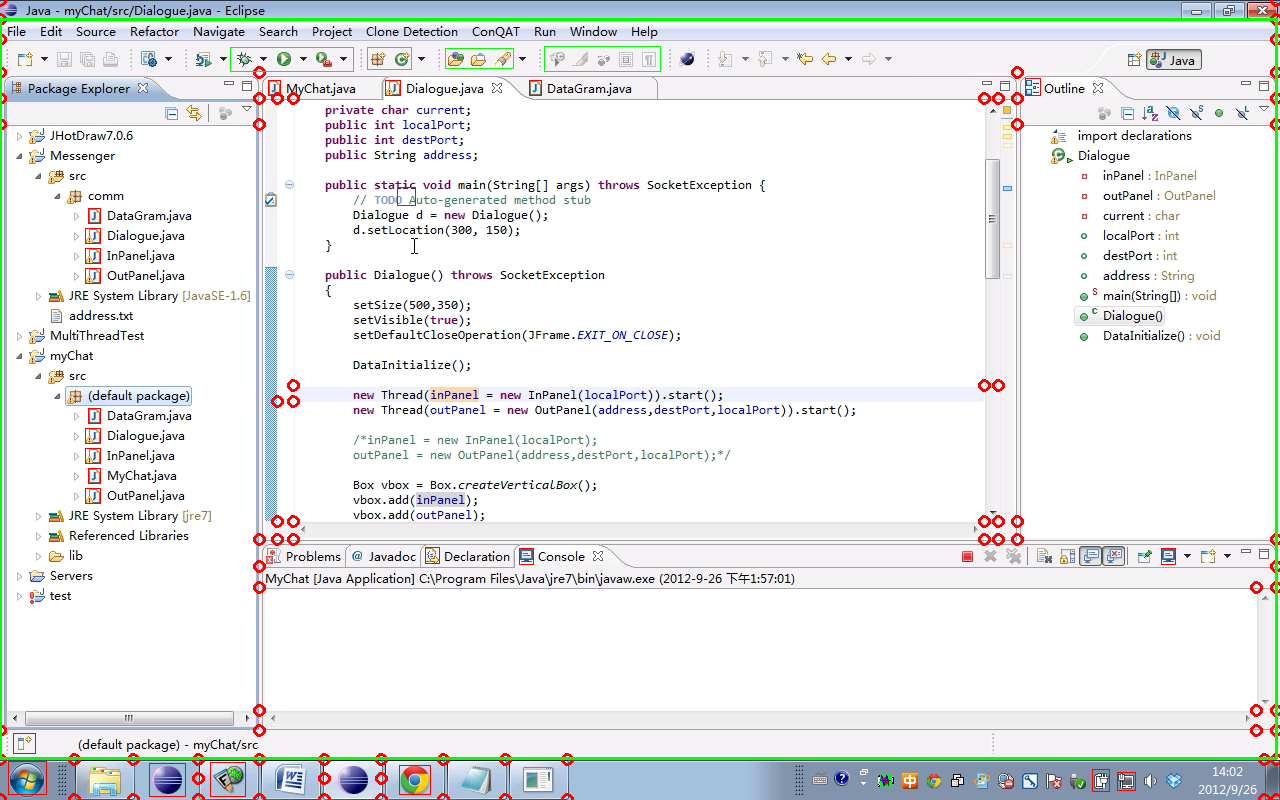 Java - myChat/src/Dialogue.java - Eclipse
File Edit Source Refactor Navigate Search Project Clone Detection ConQAT Run Window Help
Java
Package Explorer
JHotDraw7.0.6
Messenger
src
comm
DataGram.java
Dialogue.java
InPanel.java
OutPanel.java
JRE System Library [JavaSE-1.6]
address.txt
MultiThreadTest
myChat
src
(default package)
DataGram.java
Dialogue.java
InPanel.java
MyChat.java
OutPanel.java
JRE System Library [jre7]
Referenced Libraries
lib
Servers
test
MyChat.java Dialogue.java DataGram.java
private char current;
public int localPort;
public int destPort;
public String address;
public static void main(String[] args) throws SocketException {
// TODO Auto-generated method stub
Dialogue d = new Dialogue();
d.setLocation(300, 150);
}
public Dialogue() throws SocketException
{
setSize(500,350);
setVisible(true);
setDefaultCloseOperation(JFrame.EXIT_ON_CLOSE);
DataInitialize();
new Thread(inPanel = new InPanel(localPort)).start();
new Thread(outPanel = new OutPanel(address,destPort,localPort)).start();
/*inPanel = new InPanel(localPort);
outPanel = new OutPanel(address,destPort,localPort);*/
Box vbox = Box.createVerticalBox();
vbox.add(inPanel);
vbox.add(outPanel);
Outline
import declarations
Dialogue
inPanel : InPanel
outPanel : OutPanel
current : char
localPort : int
destPort : int
address : String
main(String[]) : void
Dialogue()
DataInitialize() : void
Problems @ Javadoc Declaration Console
MyChat [Java Application] C:\Program Files\Java\jre7\bin\javaw.exe (2012-9-26 下午1:57:01)
(default package) - myChat/src
中
14:02
2012/9/26